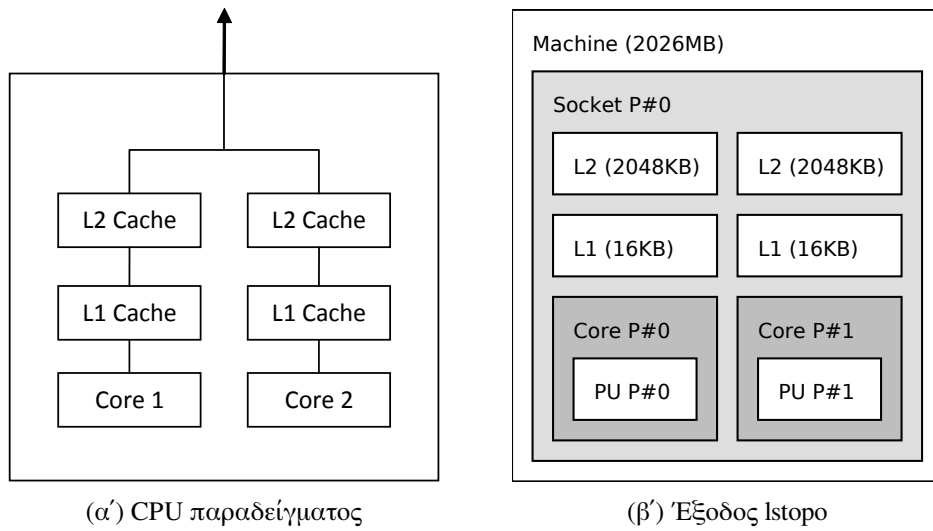 L2 Cache
L2 Cache
L1 Cache
L1 Cache
Core 1
Core 2
(α′) CPU παραδείγματος
Machine (2026MB)
Socket P#0
L2 (2048KB)
L2 (2048KB)
L1 (16KB)
L1 (16KB)
Core P#0
Core P#1
PU P#0
PU P#1
(β′) Έξοδος lstopo